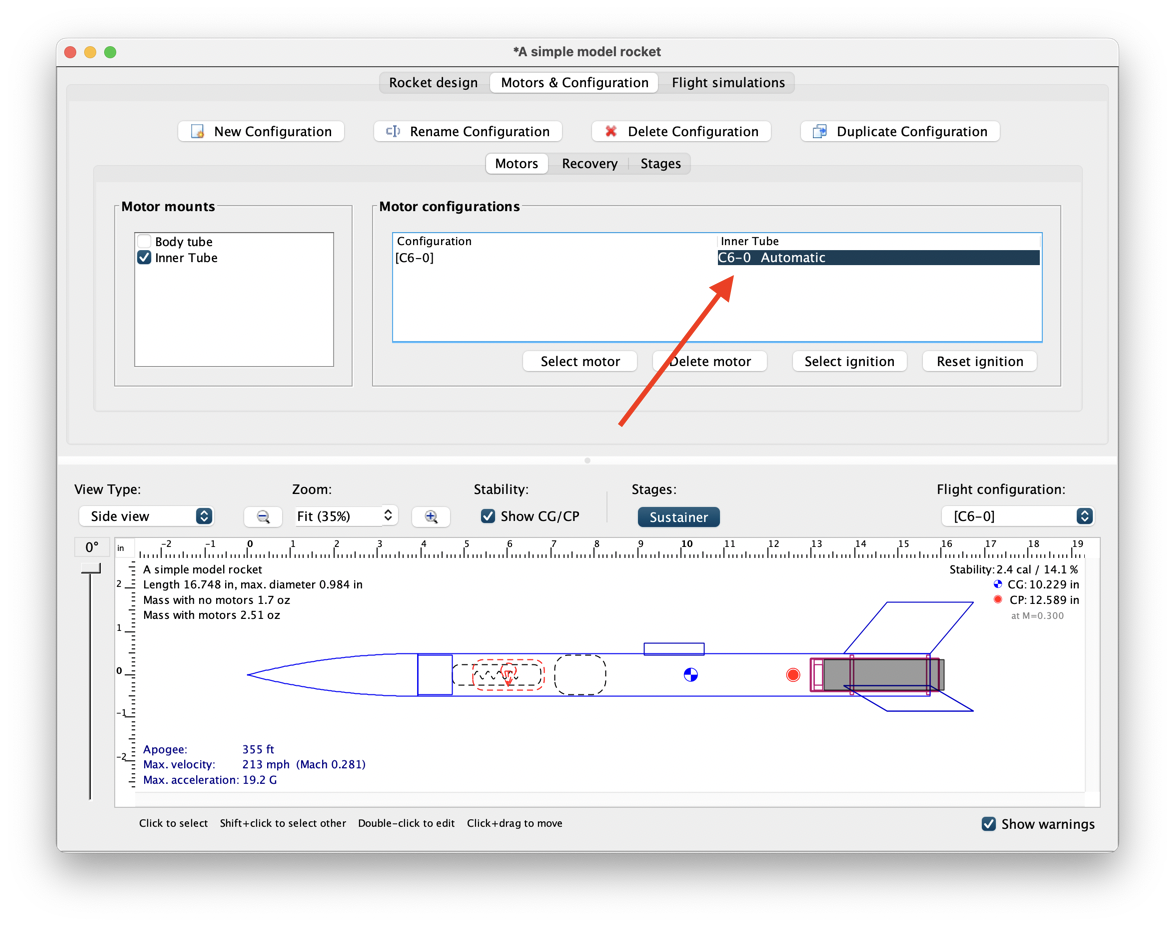 *A simple model rocket
Rocket design Motors & Configuration Flight simulations
New Configuration Rename Configuration Delete Configuration Duplicate Configuration
Motors Recovery Stages
Motor mounts
Body tube
Inner Tube
Motor configurations
Configuration Inner Tube
[C6-0] C6-0 Automatic
Select motor Delete motor Select ignition Reset ignition
View Type: Zoom: Stability: Stages: Flight configuration:
Side view Fit (35%) Show CG/CP Sustainer [C6-0]
0° in -2 -1 0 1 2 3 4 5 6 7 8 9 10 11 12 13 14 15 16 17 18 19
2
1
0
-1
-2
A simple model rocket
Length 16.748 in, max. diameter 0.984 in
Mass with no motors 1.7 oz
Mass with motors 2.51 oz
Stability: 2.4 cal / 14.1 %
CG: 10.229 in
CP: 12.589 in
at M=0.300
Apogee: 355 ft
Max. velocity: 213 mph (Mach 0.281)
Max. acceleration: 19.2 G
Click to select Shift+click to select other Double-click to edit Click+drag to move
Show warnings